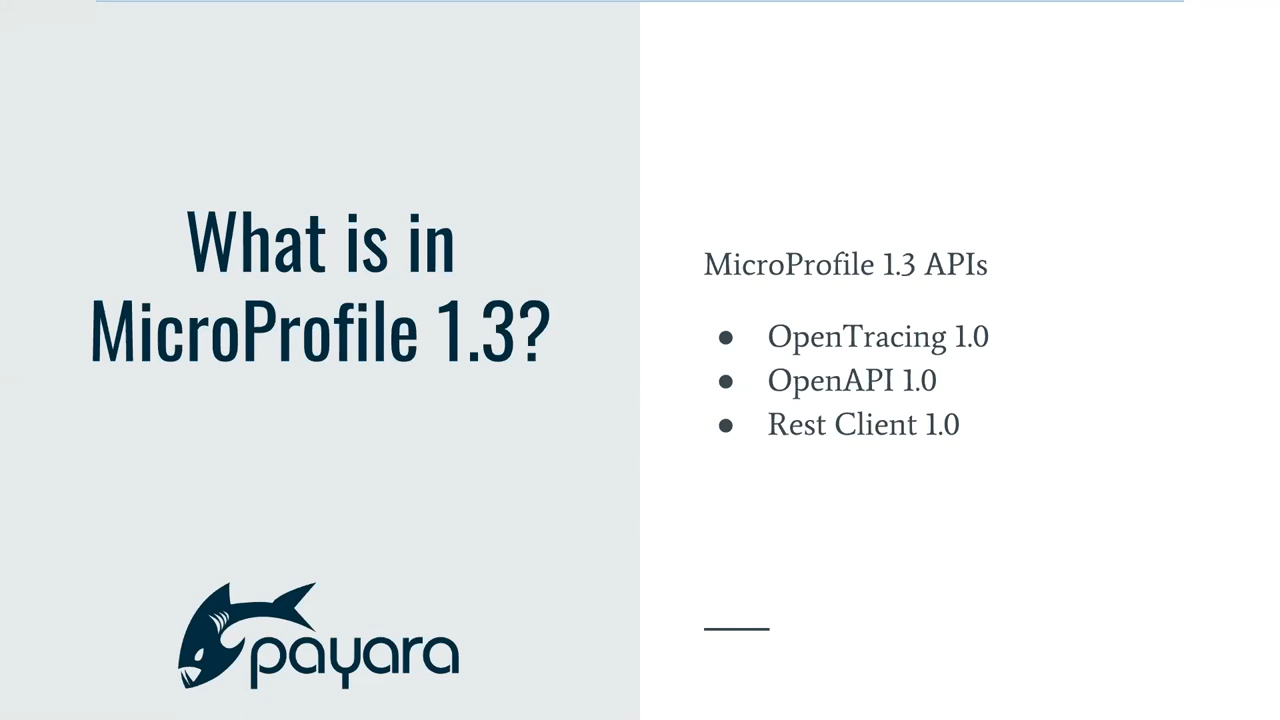 What is in
MicroProfile 1.3?
MicroProfile 1.3 APIs
● OpenTracing 1.0
● OpenAPI 1.0
● Rest Client 1.0
payara